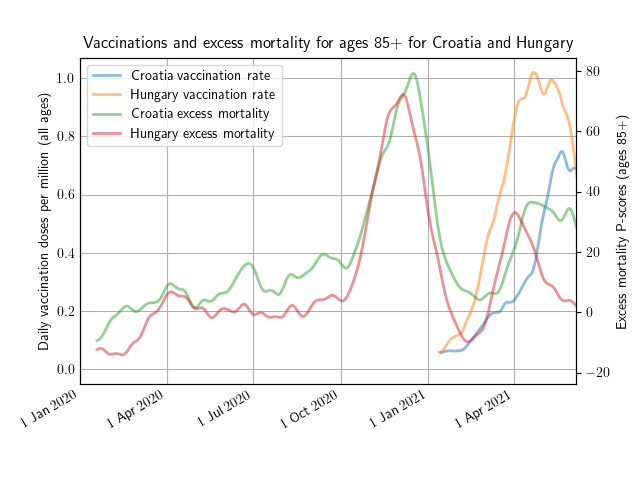 Vaccinations and excess mortality for ages 85+ for Croatia and Hungary
Croatia vaccination rate
Hungary vaccination rate
Croatia excess mortality
Hungary excess mortality
Daily vaccination doses per million (all ages)
1.0
0.8
0.6
0.4
0.2
0.0
80
60
40
20
0
−20
Excess mortality P-scores (ages 85+)
1 Jan 2020
1 Apr 2020
1 Jul 2020
1 Oct 2020
1 Jan 2021
1 Apr 2021